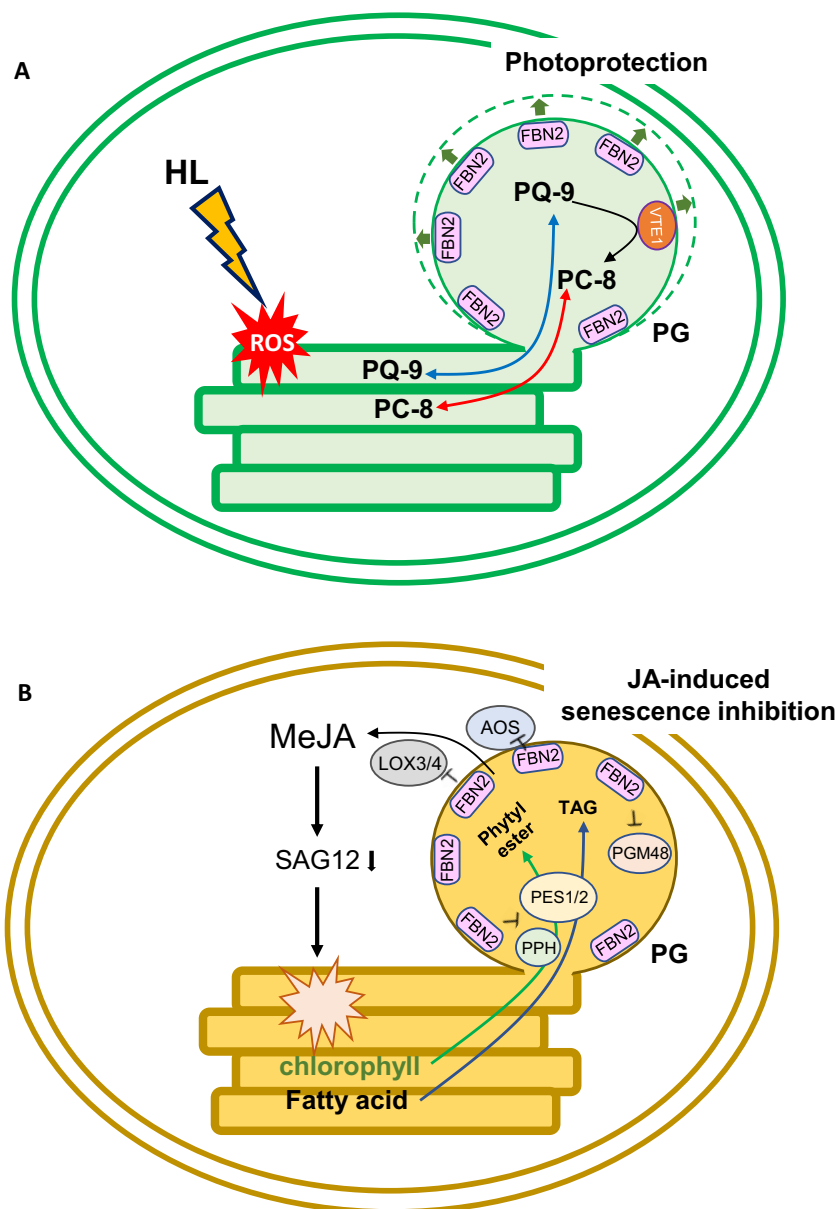 A
Photoprotection
HL
ROS
FBN2
FBN2
FBN2
FBN2
FBN2
FBN2
VTE1
PQ-9
PC-8
PG
PQ-9
PC-8
B
JA-induced
senescence inhibition
MeJA
AOS
LOX3/4
FBN2
FBN2
FBN2
FBN2
FBN2
FBN2
TAG
Phytyl
ester
PGM48
SAG12
PES1/2
PPH
PG
chlorophyll
Fatty acid